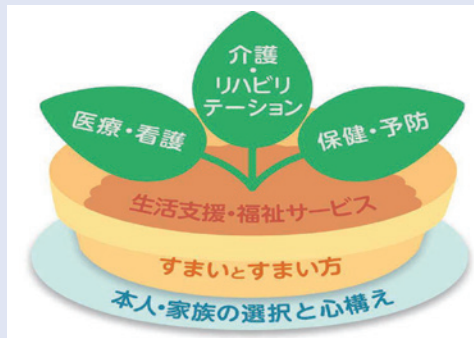 介護
・
リハビリ
テーション
医療・看護
保健・予防
生活支援・福祉サービス
すまいとすまい方
本人・家族の選択と心構え